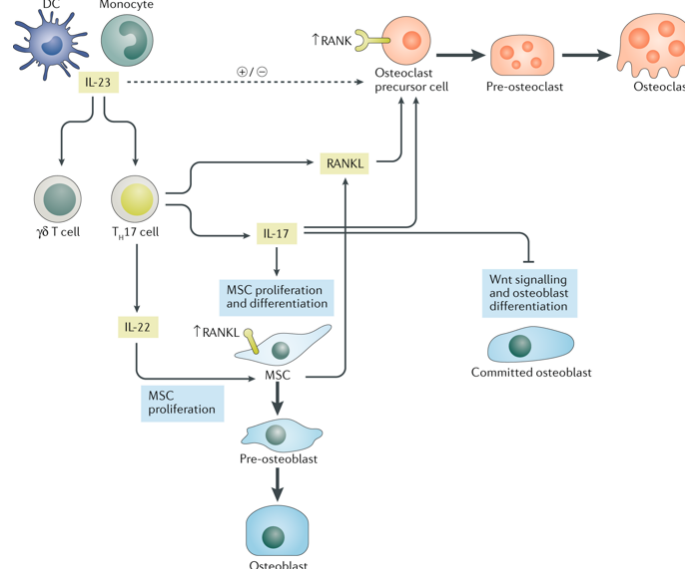 DC
Monocyte
IL-23
⊕/⊖
↑RANK
Osteoclast
precursor cell
Pre-osteoclast
Osteoclas
γδ T cell
TH17 cell
RANKL
IL-17
MSC proliferation
and differentiation
Wnt signalling
and osteoblast
differentiation
IL-22
↑RANKL
MSC
MSC
proliferation
Committed osteoblast
Pre-osteoblast
Osteoblast